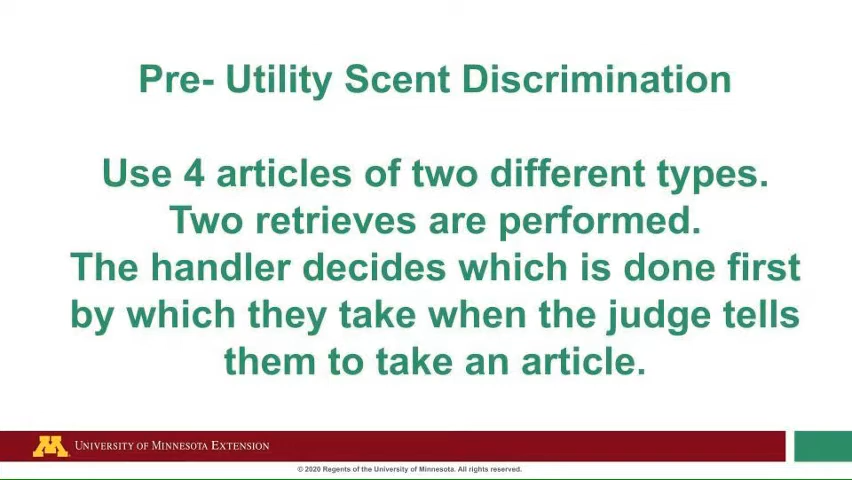 Pre- Utility Scent Discrimination
Use 4 articles of two different types.
Two retrieves are performed.
The handler decides which is done first
by which they take when the judge tells
them to take an article.
M
UNIVERSITY OF MINNESOTA EXTENSION
© 2020 Regents of the University of Minnesota. All rights reserved.